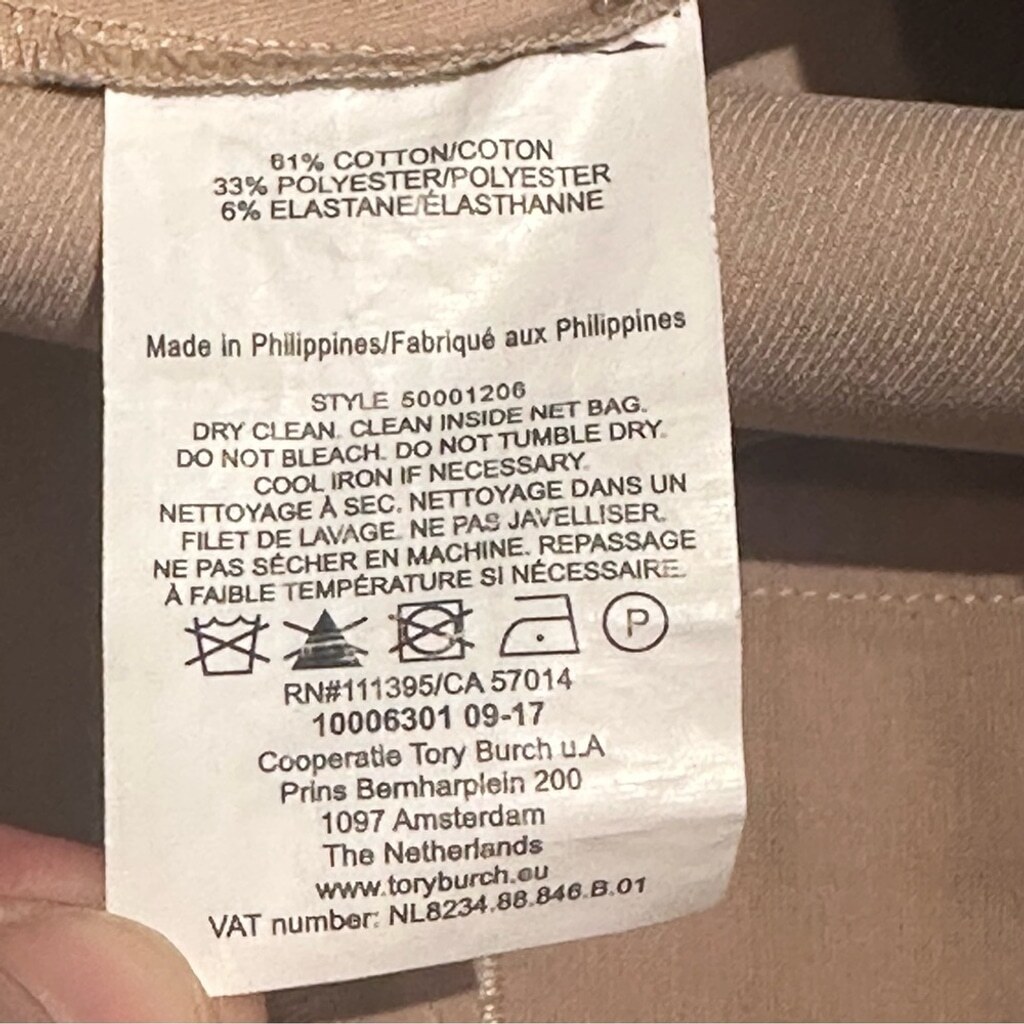 61% COTTON/COTON
33% POLYESTER/POLYESTER
6% ELASTANE/ÉLASTHANNE
Made in Philippines/Fabriqué aux Philippines
STYLE 50001206
DRY CLEAN. CLEAN INSIDE NET BAG.
DO NOT BLEACH. DO NOT TUMBLE DRY.
COOL IRON IF NECESSARY.
NETTOYAGE À SEC. NETTOYAGE DANS UN
FILET DE LAVAGE. NE PAS JAVELLISER.
NE PAS SÉCHER EN MACHINE. REPASSAGE
À FAIBLE TEMPÉRATURE SI NÉCESSAIRE.
P
RN#111395/CA 57014
10006301 09-17
Cooperatie Tory Burch u.A
Prins Bernharplein 200
1097 Amsterdam
The Netherlands
www.toryburch.eu
VAT number: NL8234.88.846.B.01